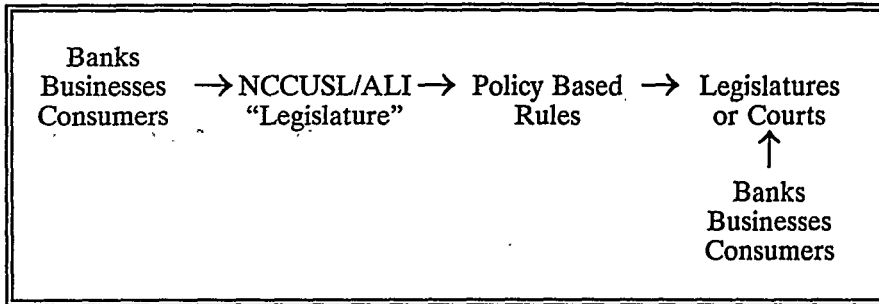 Banks
Businesses → NCCUSL/ALI → Policy Based → Legislatures
Consumers “Legislature” Rules or Courts
↑
Banks
Businesses
Consumers